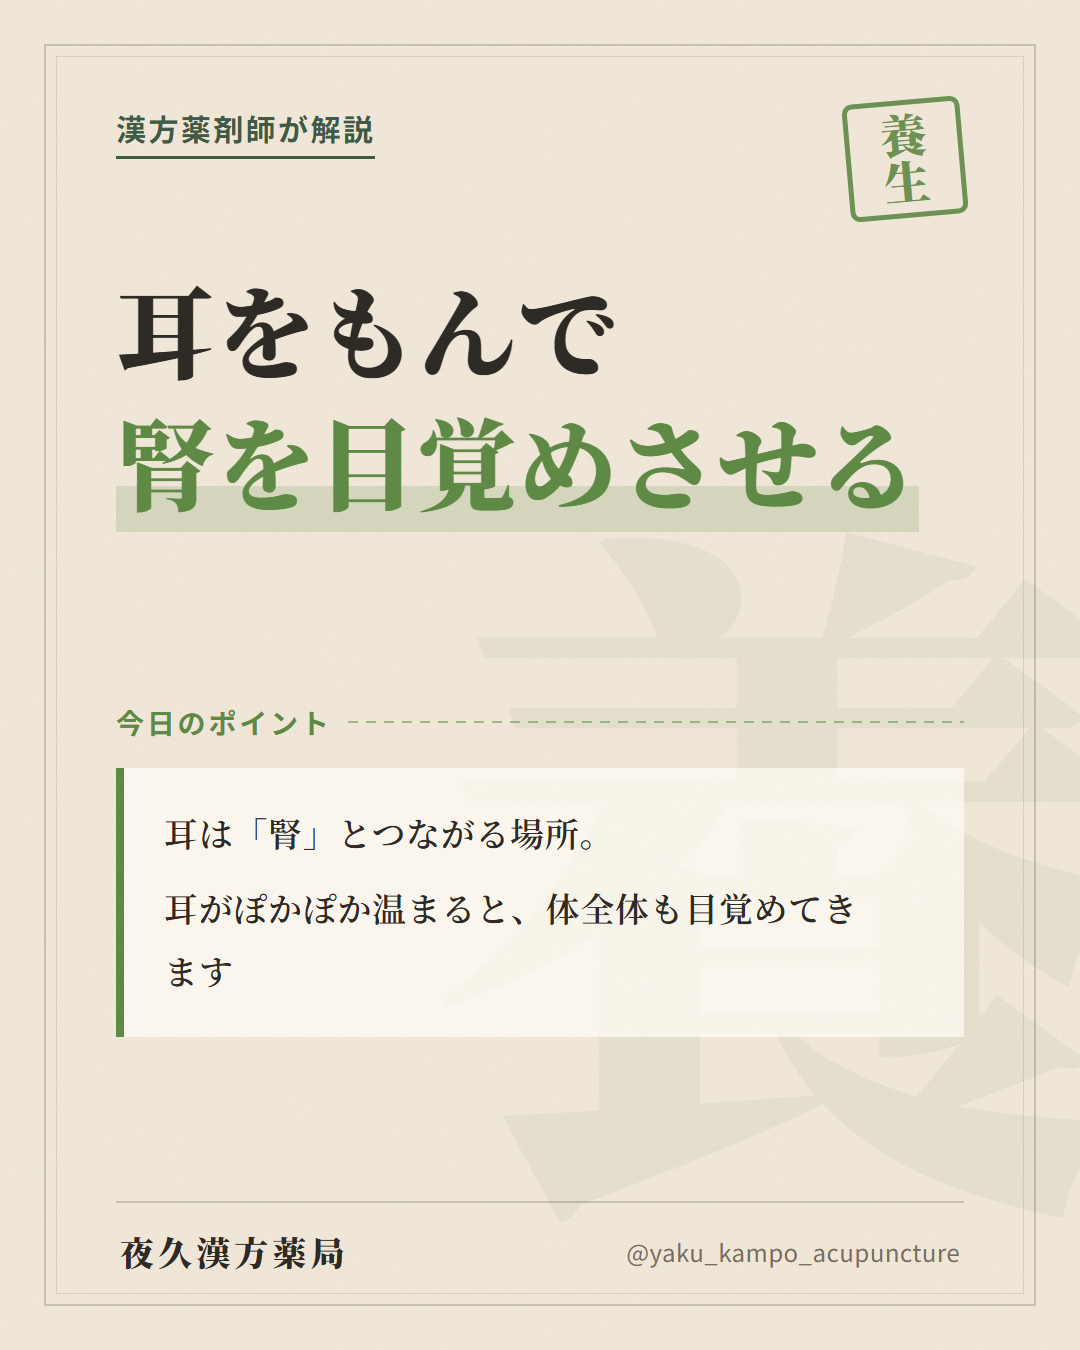 漢方薬剤師が解説
養生
耳をもんで
腎を目覚めさせる
今日のポイント
耳は「腎」とつながる場所。
耳がぽかぽか温まると、体全体も目覚めてき
ます
夜久漢方薬局
@yaku_kampo_acupuncture
養